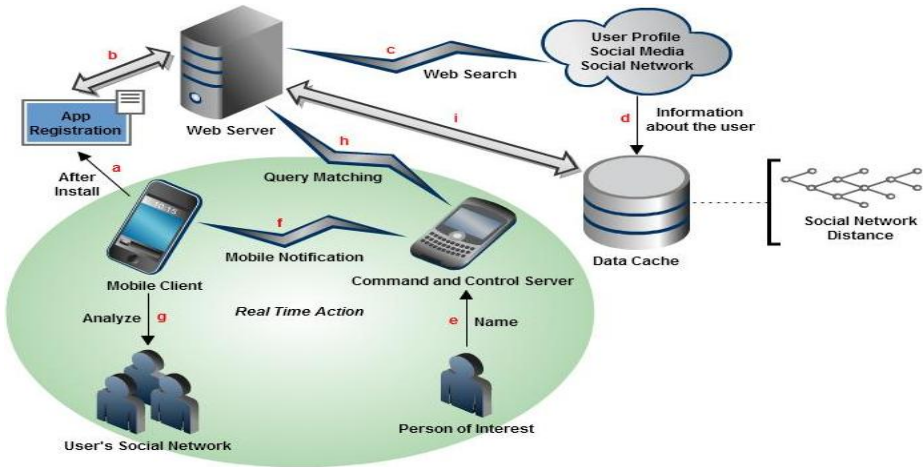 b
c
User Profile
Social Media
Social Network
Web Search
App
Registration
Web Server
i
d
Information
about the user
a
After
Install
h
Query Matching
10:15
f
Mobile Notification
Social Network
Distance
Data Cache
Mobile Client
Command and Control Server
Analyze
g
Real Time Action
e
Name
User's Social Network
Person of Interest